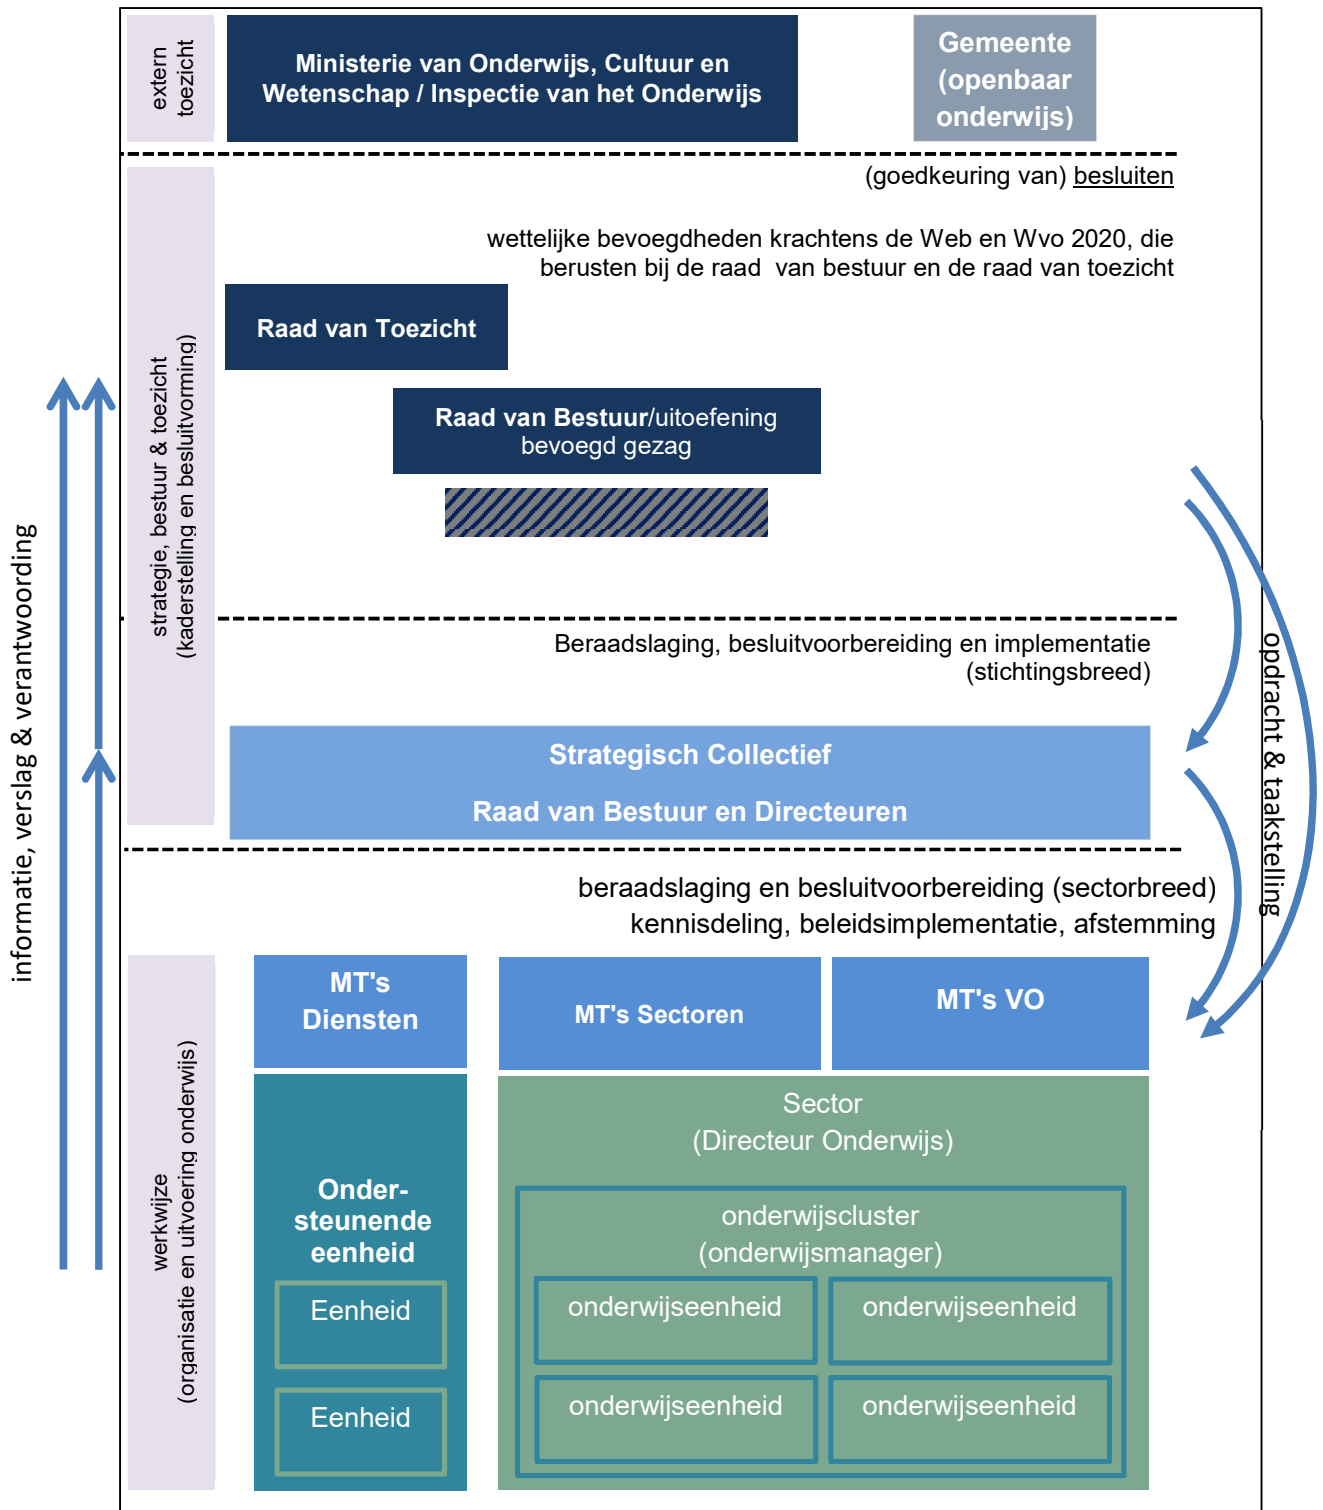 extern
toezicht
Ministerie van Onderwijs, Cultuur en
Wetenschap / Inspectie van het Onderwijs
Gemeente
(openbaar
onderwijs)
(goedkeuring van) besluiten
wettelijke bevoegdheden krachtens de Web en Wvo 2020, die
berusten bij de raad van bestuur en de raad van toezicht
strategie, bestuur & toezicht
(kaderstelling en besluitvorming)
Raad van Toezicht
Raad van Bestuur/uitoefening
bevoegd gezag
informatie, verslag & verantwoording
opdracht & taakstelling
Beraadslaging, besluitvoorbereiding en implementatie
(stichtingsbreed)
Strategisch Collectief
Raad van Bestuur en Directeuren
beraadslaging en besluitvoorbereiding (sectorbreed)
kennisdeling, beleidsimplementatie, afstemming
werkwijze
(organisatie en uitvoering onderwijs)
MT's
Diensten
MT's Sectoren
MT's VO
Onder-
steunende
eenheid
Eenheid
Eenheid
Sector
(Directeur Onderwijs)
onderwijscluster
(onderwijsmanager)
onderwijseenheid
onderwijseenheid
onderwijseenheid
onderwijseenheid